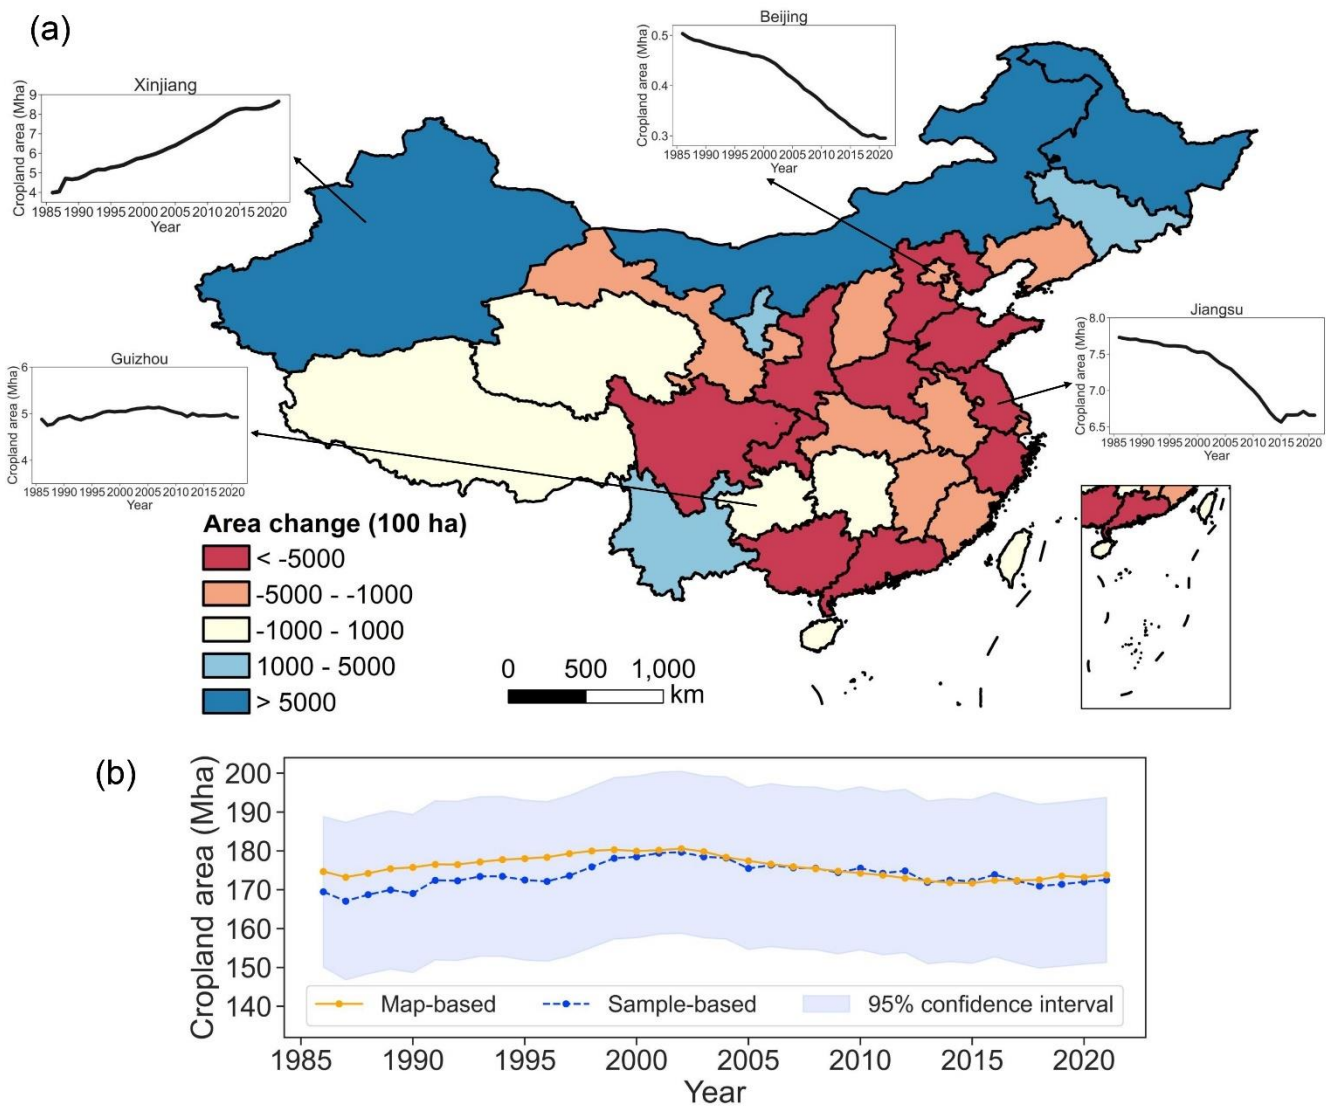 (a)
Xinjiang
Cropland area (Mha)
9
8
7
6
5
4
1985 1990 1995 2000 2005 2010 2015 2020
Year
Beijing
Cropland area (Mha)
0.5
0.4
0.3
1985 1990 1995 2000 2005 2010 2015 2020
Year
Guizhou
Cropland area (Mha)
6
5
4
1985 1990 1995 2000 2005 2010 2015 2020
Year
Jiangsu
Cropland area (Mha)
8.0
7.5
7.0
6.5
1985 1990 1995 2000 2005 2010 2015 2020
Year
Area change (100 ha)
< -5000
-5000 - -1000
-1000 - 1000
1000 - 5000
> 5000
0 500 1,000
km
(b)
Cropland area (Mha)
200
190
180
170
160
150
140
Map-based Sample-based 95% confidence interval
1985 1990 1995 2000 2005 2010 2015 2020
Year